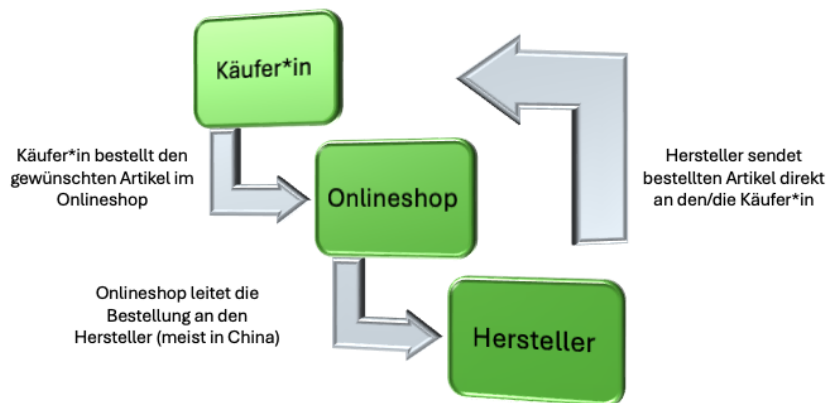 Käufer*in
Käufer*in bestellt den
gewünschten Artikel im
Onlineshop
Onlineshop
Hersteller sendet
bestellten Artikel direkt
an den/die Käufer*in
Onlineshop leitet die
Bestellung an den
Hersteller (meist in China)
Hersteller